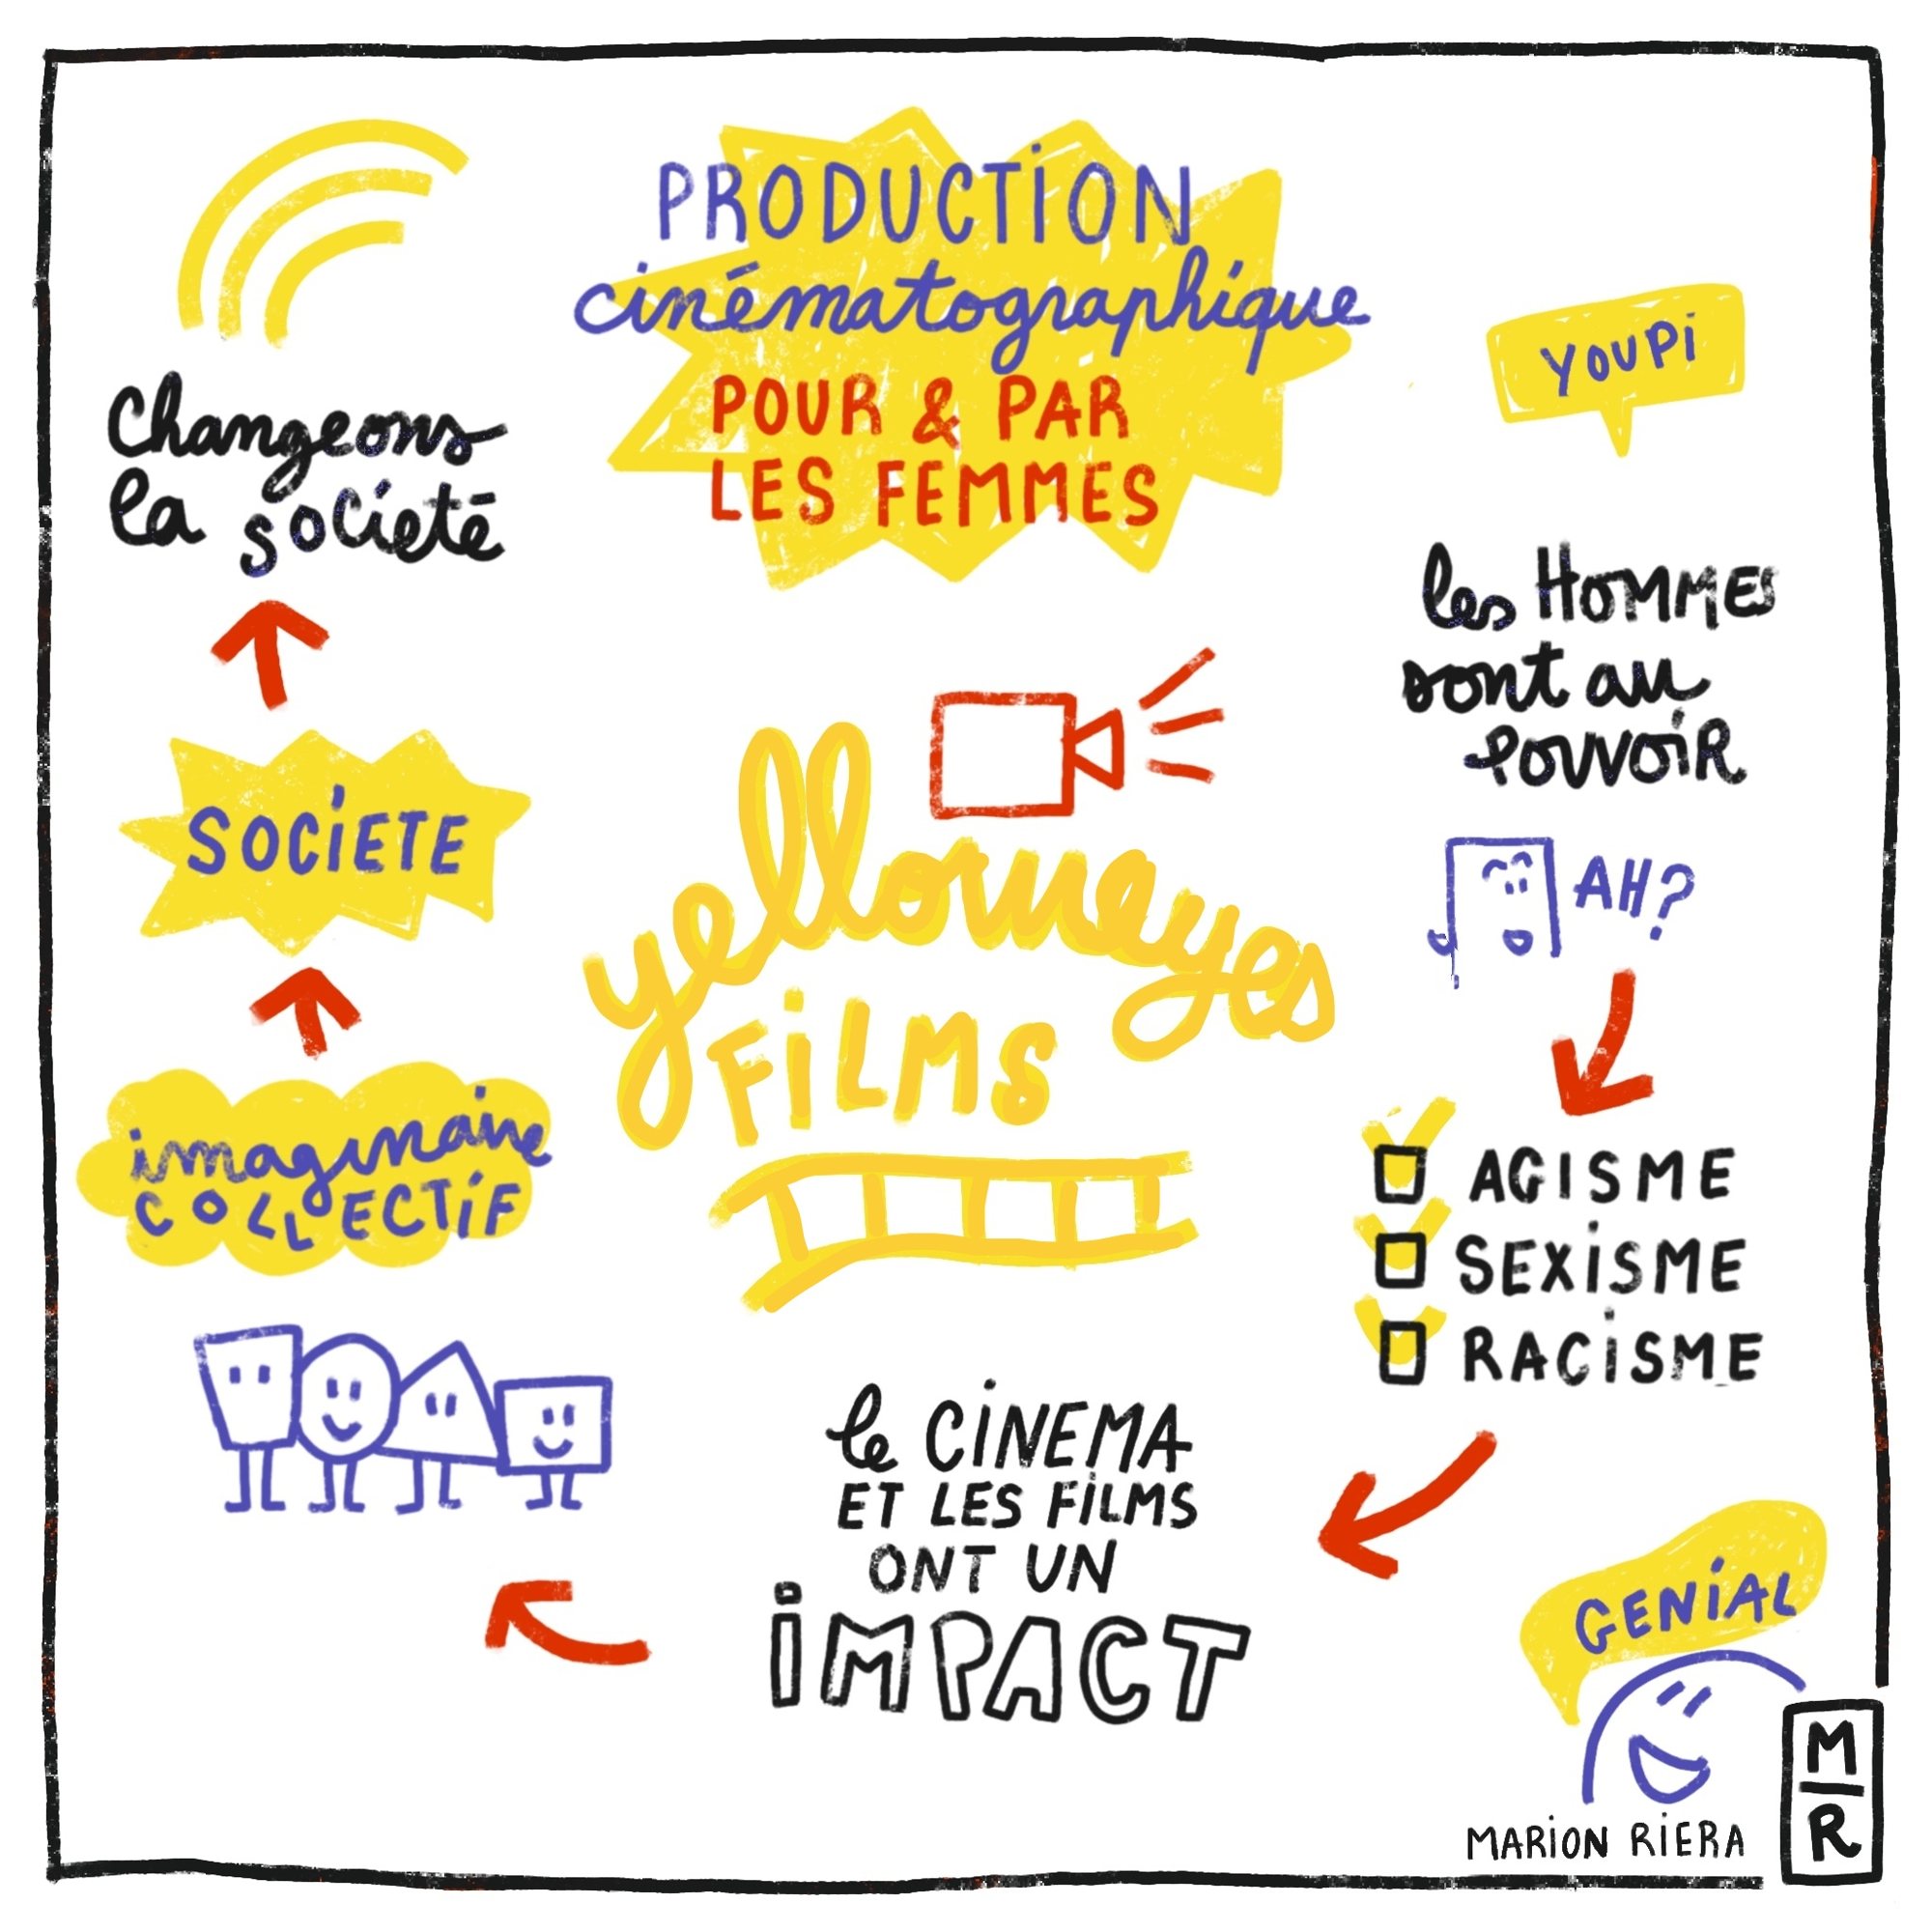 PRODUCTION
cinématographique
POUR & PAR
LES FEMMES
YOUPi
les HOMMES
sont au
POUVOIR
AH?
AGISME
SEXISME
RACISME
le CINEMA
ET LES FILMS
ONT UN
IMPACT
imaginaire
COLLECTIF
SOCIETE
Changeons
la société
yelloweyes
FILMS
GENIAL
MARION RIERA
M
R